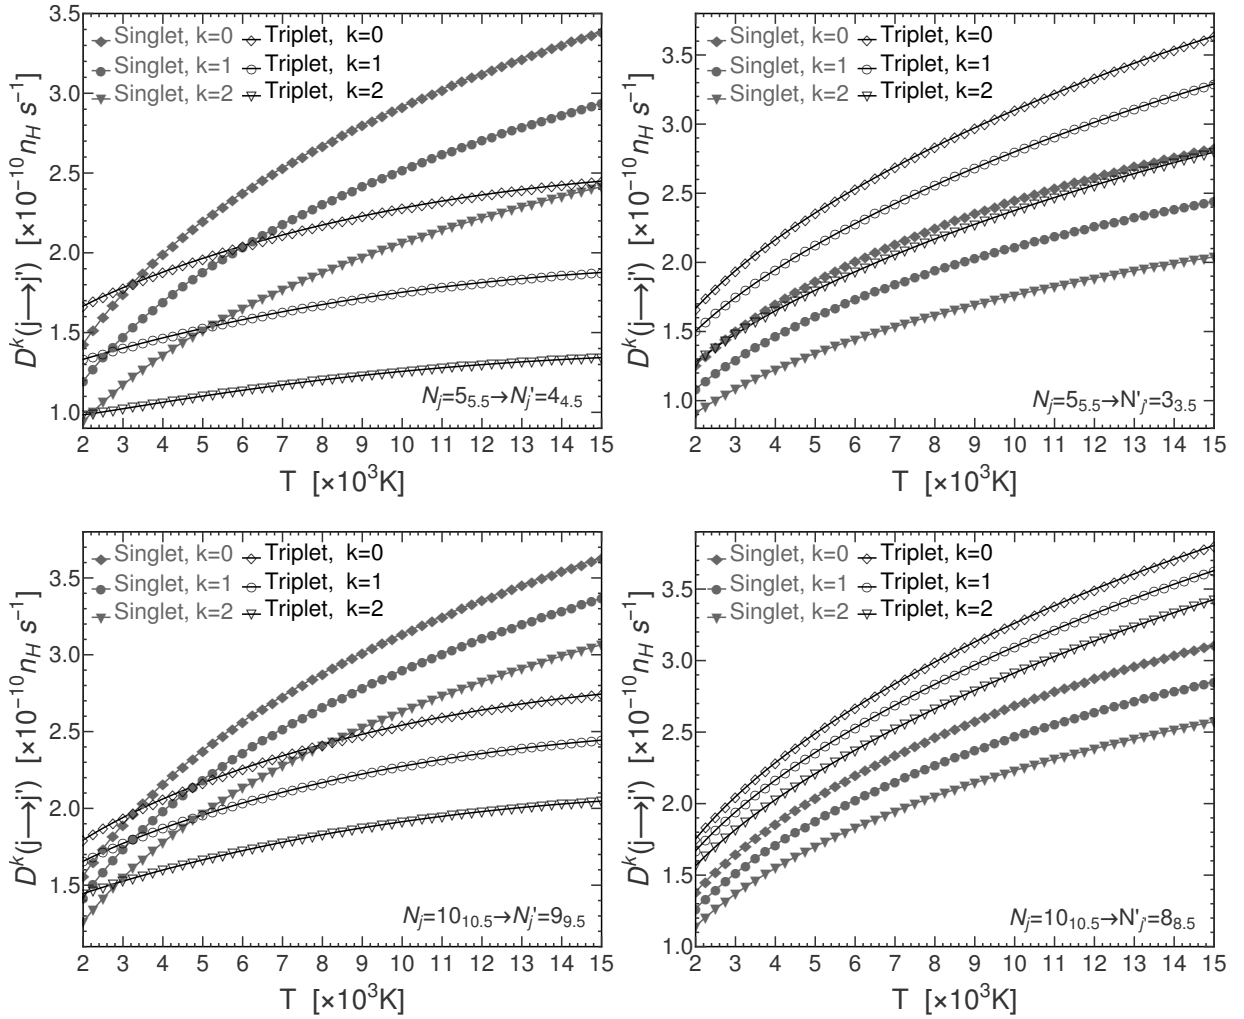 3.5
3.0
2.5
2.0
1.5
1.0
D^k(j⟶j') [×10^−10 n_H s^−1]
Singlet, k=0 Triplet, k=0
Singlet, k=1 Triplet, k=1
Singlet, k=2 Triplet, k=2
N_j=5_5.5→N_j'=4_4.5
2 3 4 5 6 7 8 9 10 11 12 13 14 15
T [×10^3K]
3.5
3.0
2.5
2.0
1.5
1.0
D^k(j⟶j') [×10^−10 n_H s^−1]
Singlet, k=0 Triplet, k=0
Singlet, k=1 Triplet, k=1
Singlet, k=2 Triplet, k=2
N_j=5_5.5→N'_j'=3_3.5
2 3 4 5 6 7 8 9 10 11 12 13 14 15
T [×10^3K]
3.5
3.0
2.5
2.0
1.5
D^k(j⟶j') [×10^−10 n_H s^−1]
Singlet, k=0 Triplet, k=0
Singlet, k=1 Triplet, k=1
Singlet, k=2 Triplet, k=2
N_j=10_10.5→N_j'=9_9.5
2 3 4 5 6 7 8 9 10 11 12 13 14 15
T [×10^3K]
3.5
3.0
2.5
2.0
1.5
1.0
D^k(j⟶j') [×10^−10 n_H s^−1]
Singlet, k=0 Triplet, k=0
Singlet, k=1 Triplet, k=1
Singlet, k=2 Triplet, k=2
N_j=10_10.5→N'_j'=8_8.5
2 3 4 5 6 7 8 9 10 11 12 13 14 15
T [×10^3K]